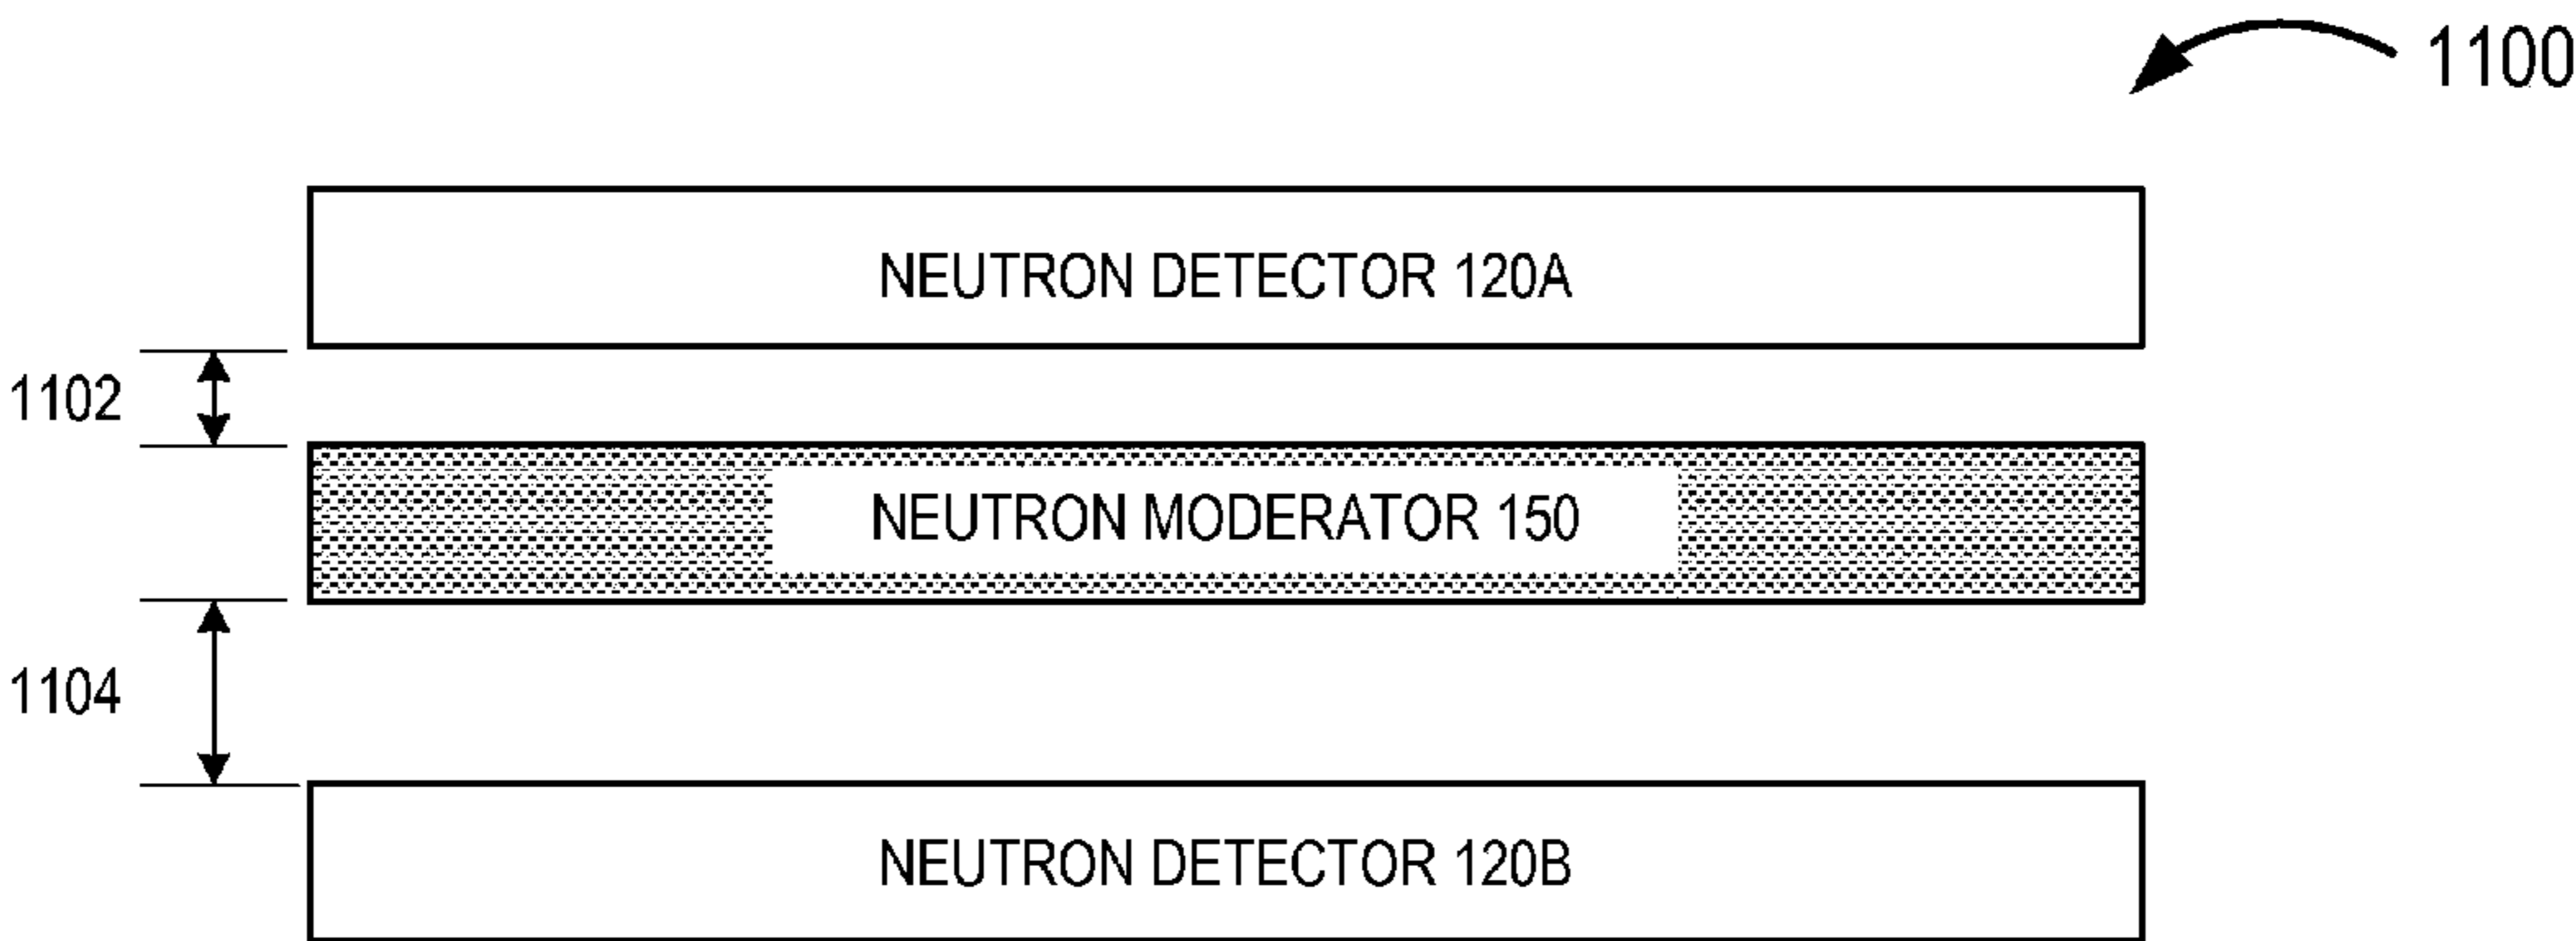 1100
NEUTRON DETECTOR 120A
1102
NEUTRON MODERATOR 150
1104
NEUTRON DETECTOR 120B